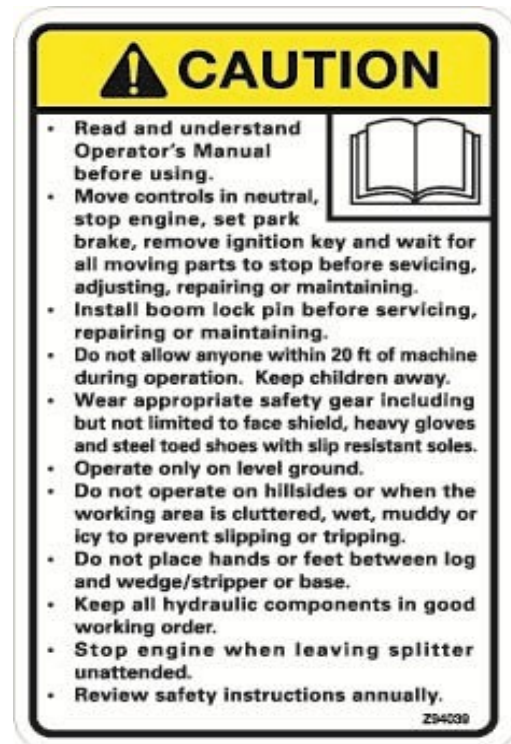 CAUTION
• Read and understand
Operator's Manual
before using.
• Move controls in neutral,
stop engine, set park
brake, remove ignition key and wait for
all moving parts to stop before sevicing,
adjusting, repairing or maintaining.
• Install boom lock pin before servicing,
repairing or maintaining.
• Do not allow anyone within 20 ft of machine
during operation. Keep children away.
• Wear appropriate safety gear including
but not limited to face shield, heavy gloves
and steel toed shoes with slip resistant soles.
• Operate only on level ground.
• Do not operate on hillsides or when the
working area is cluttered, wet, muddy or
icy to prevent slipping or tripping.
• Do not place hands or feet between log
and wedge/stripper or base.
• Keep all hydraulic components in good
working order.
• Stop engine when leaving splitter
unattended.
• Review safety instructions annually.
Z94039